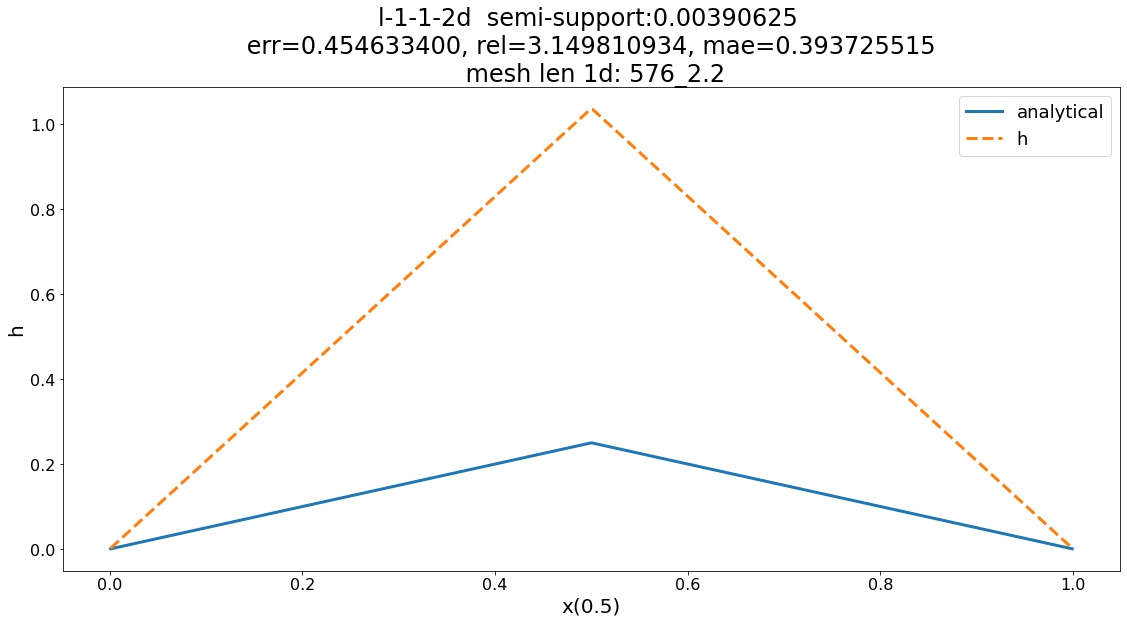 l-1-1-2d  semi-support:0.00390625
err=0.454633400, rel=3.149810934, mae=0.393725515
mesh len 1d: 576_2.2
analytical
h
1.0
0.8
0.6
0.4
0.2
0.0
h
0.0 0.2 0.4 0.6 0.8 1.0
x(0.5)